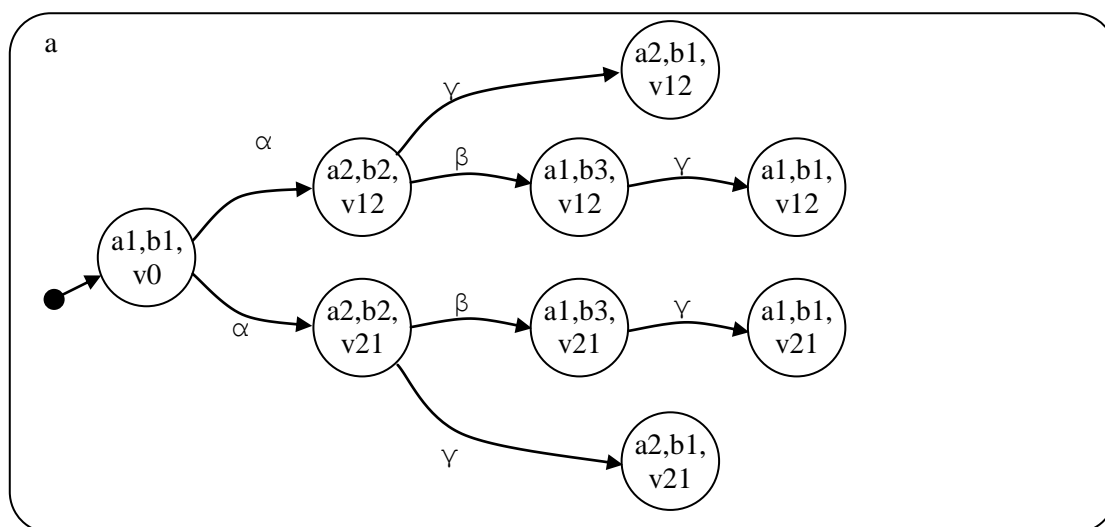 a
a2,b1,
v12
γ
α
β
a2,b2,
v12
a1,b3,
v12
γ
a1,b1,
v12
a1,b1,
v0
α
β
a2,b2,
v21
a1,b3,
v21
γ
a1,b1,
v21
γ
a2,b1,
v21